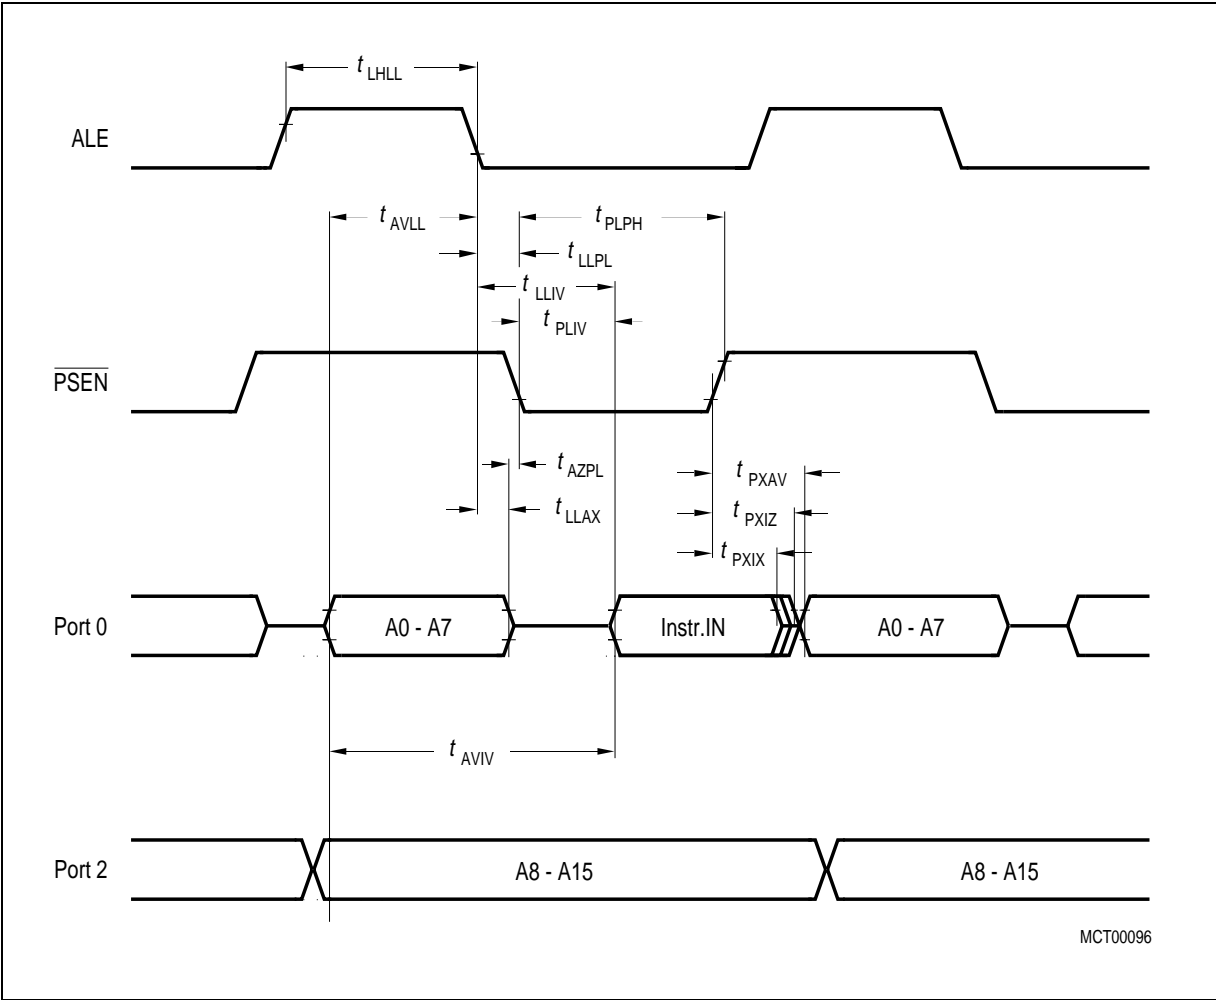 t LHLL
ALE
t AVLL
t PLPH
t LLPL
t LLIV
t PLIV
PSEN
t AZPL
t PXAV
t LLAX
t PXIZ
t PXIX
Port 0
A0 - A7
Instr.IN
A0 - A7
t AVIV
Port 2
A8 - A15
A8 - A15
MCT00096